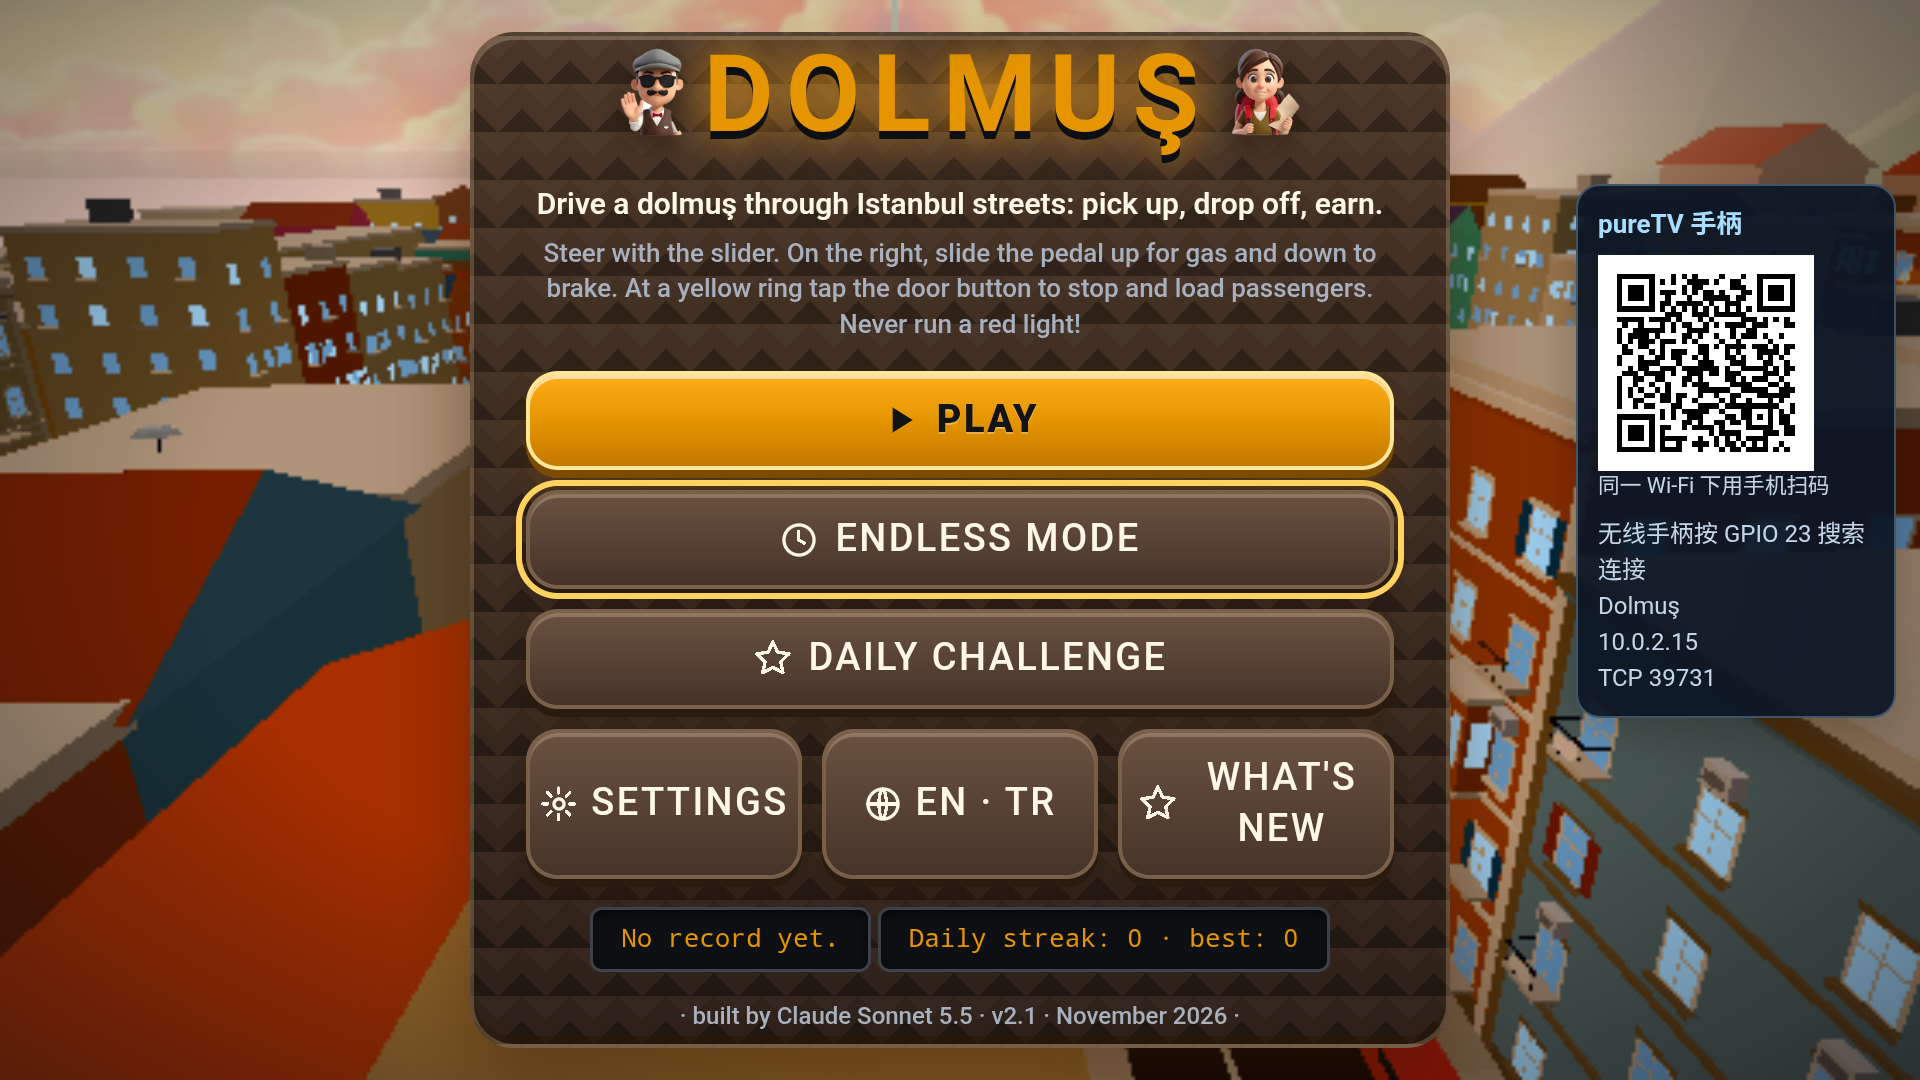 DOLMUŞ
Drive a dolmuş through Istanbul streets: pick up, drop off, earn.
Steer with the slider. On the right, slide the pedal up for gas and down to
brake. At a yellow ring tap the door button to stop and load passengers.
Never run a red light!
PLAY
ENDLESS MODE
DAILY CHALLENGE
SETTINGS
EN · TR
WHAT'S
NEW
No record yet.
Daily streak: 0 · best: 0
· built by Claude Sonnet 5.5 · v2.1 · November 2026 ·
pureTV 手柄
同一 Wi-Fi 下用手机扫码
无线手柄按 GPIO 23 搜索
连接
Dolmuş
10.0.2.15
TCP 39731